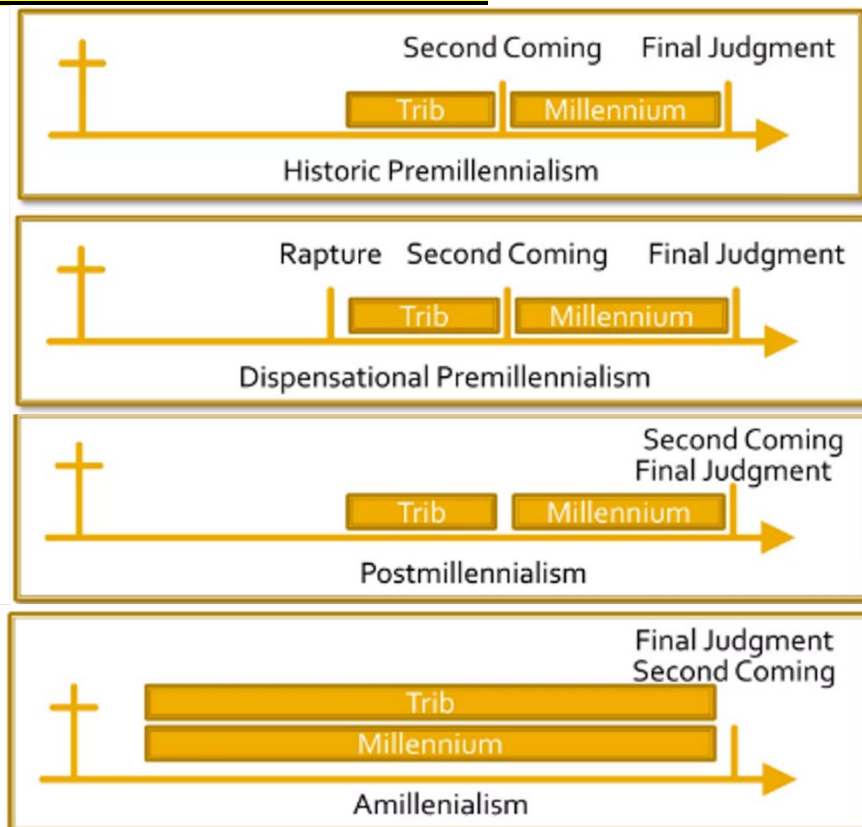 Second Coming Final Judgment
Trib Millennium
Historic Premillennialism
Rapture Second Coming Final Judgment
Trib Millennium
Dispensational Premillennialism
Second Coming
Final Judgment
Trib Millennium
Postmillennialism
Final Judgment
Second Coming
Trib
Millennium
Amillenialism